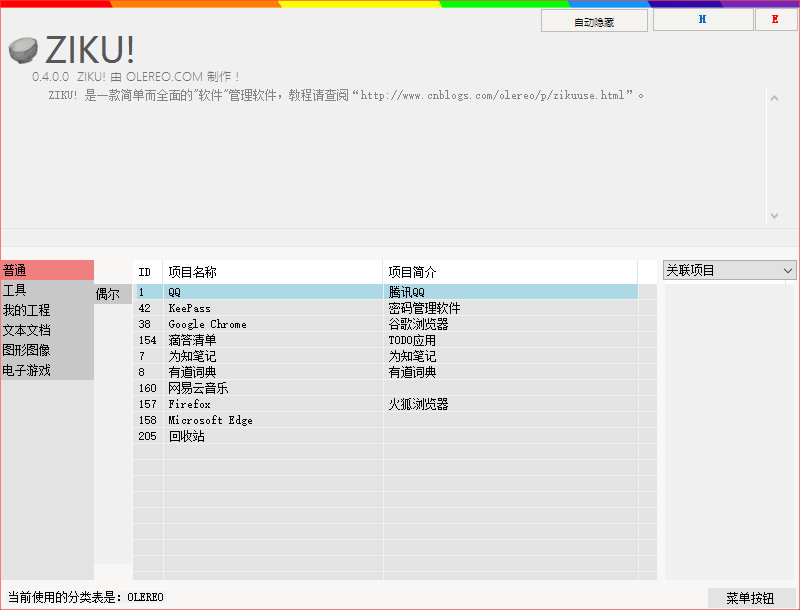 自动隐藏 H E
ZIKU!
0.4.0.0 ZIKU! 由 OLEREO.COM 制作！
ZIKU! 是一款简单而全面的"软件"管理软件，教程请查阅“http://www.cnblogs.com/olereo/p/zikuuse.html”。
普通
工具
我的工程
文本文档
图形图像
电子游戏
偶尔
ID 项目名称 项目简介
1 QQ 腾讯QQ
42 KeePass 密码管理软件
38 Google Chrome 谷歌浏览器
154 滴答清单 TODO应用
7 为知笔记 为知笔记
8 有道词典 有道词典
160 网易云音乐
157 Firefox 火狐浏览器
158 Microsoft Edge
205 回收站
关联项目
当前使用的分类表是：OLEREO
菜单按钮